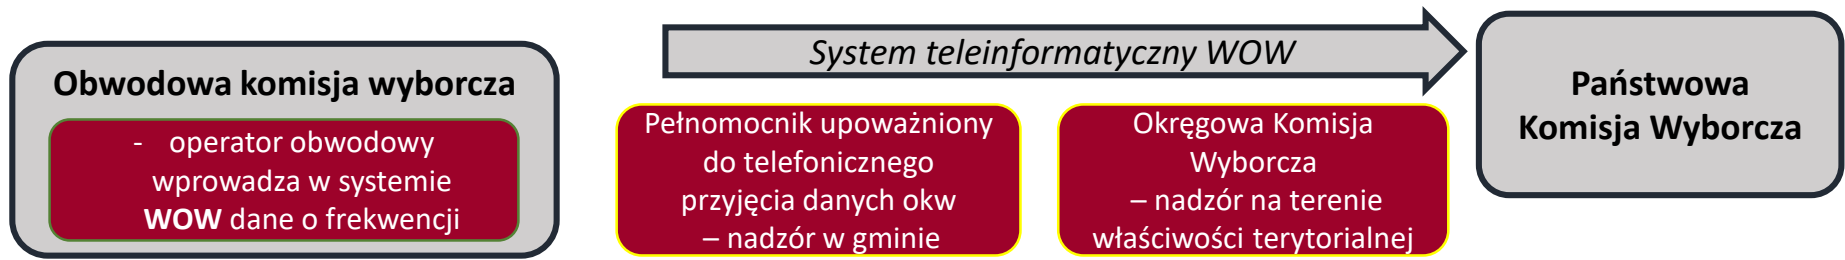 Obwodowa komisja wyborcza
- operator obwodowy
wprowadza w systemie
WOW dane o frekwencji
System teleinformatyczny WOW
Pełnomocnik upoważniony
do telefonicznego
przyjęcia danych okw
– nadzór w gminie
Okręgowa Komisja
Wyborcza
– nadzór na terenie
właściwości terytorialnej
Państwowa
Komisja Wyborcza